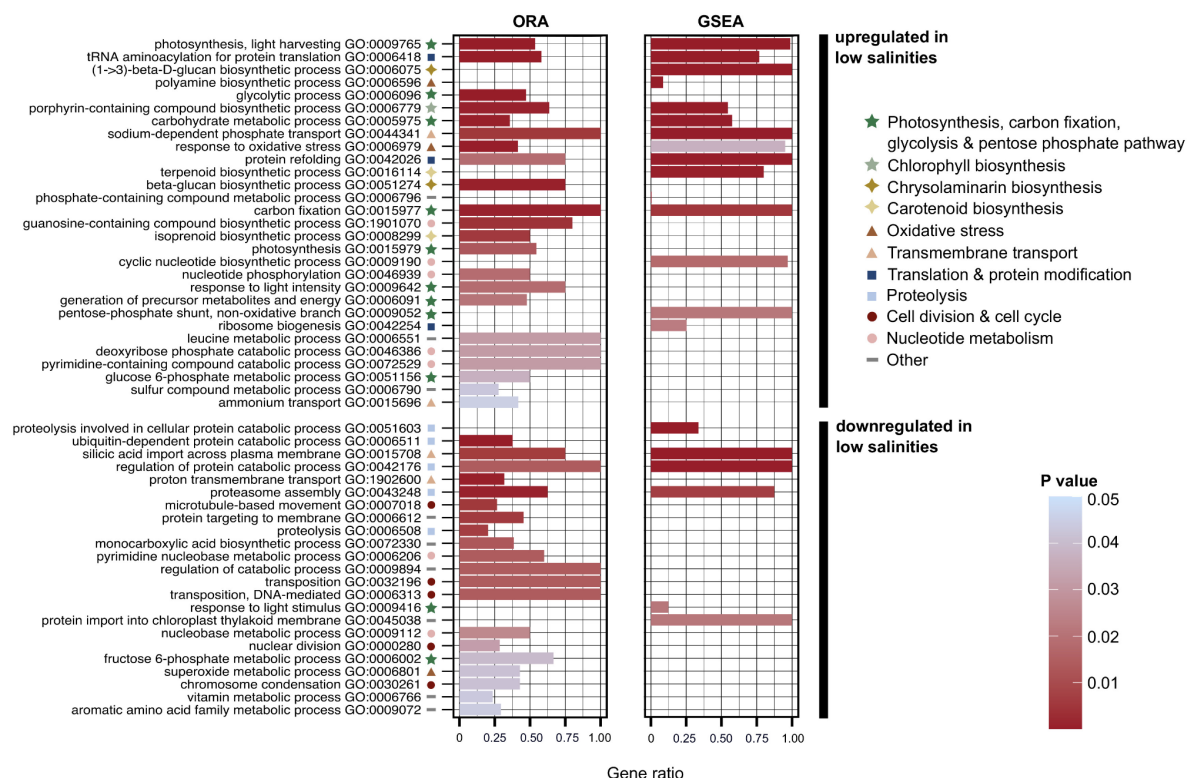 ORA
GSEA
photosynthesis, light harvesting GO:0009765
tRNA aminoacylation for protein translation GO:0006418
(1->3)-beta-D-glucan biosynthetic process GO:0006075
polyamine biosynthetic process GO:0006596
glycolytic process GO:0006096
porphyrin-containing compound biosynthetic process GO:0006779
carbohydrate metabolic process GO:0005975
sodium-dependent phosphate transport GO:0044341
response to oxidative stress GO:0006979
protein refolding GO:0042026
terpenoid biosynthetic process GO:0016114
beta-glucan biosynthetic process GO:0051274
phosphate-containing compound metabolic process GO:0006796
carbon fixation GO:0015977
guanosine-containing compound biosynthetic process GO:1901070
isoprenoid biosynthetic process GO:0008299
photosynthesis GO:0015979
cyclic nucleotide biosynthetic process GO:0009190
nucleotide phosphorylation GO:0046939
response to light intensity GO:0009642
generation of precursor metabolites and energy GO:0006091
pentose-phosphate shunt, non-oxidative branch GO:0009052
ribosome biogenesis GO:0042254
leucine metabolic process GO:0006551
deoxyribose phosphate catabolic process GO:0046386
pyrimidine-containing compound catabolic process GO:0072529
glucose 6-phosphate metabolic process GO:0051156
sulfur compound metabolic process GO:0006790
ammonium transport GO:0015696
proteolysis involved in cellular protein catabolic process GO:0051603
ubiquitin-dependent protein catabolic process GO:0006511
silicic acid import across plasma membrane GO:0015708
regulation of protein catabolic process GO:0042176
proton transmembrane transport GO:1902600
proteasome assembly GO:0043248
microtubule-based movement GO:0007018
protein targeting to membrane GO:0006612
proteolysis GO:0006508
monocarboxylic acid biosynthetic process GO:0072330
pyrimidine nucleobase metabolic process GO:0006206
regulation of catabolic process GO:0009894
transposition GO:0032196
transposition, DNA-mediated GO:0006313
response to light stimulus GO:0009416
protein import into chloroplast thylakoid membrane GO:0045038
nucleobase metabolic process GO:0009112
nuclear division GO:0000280
fructose 6-phosphate metabolic process GO:0006002
superoxide metabolic process GO:0006801
chromosome condensation GO:0030261
vitamin metabolic process GO:0006766
aromatic amino acid family metabolic process GO:0009072
0 0.25 0.50 0.75 1.00
0 0.25 0.50 0.75 1.00
Gene ratio
upregulated in
low salinities
Photosynthesis, carbon fixation,
glycolysis & pentose phosphate pathway
Chlorophyll biosynthesis
Chrysolaminarin biosynthesis
Carotenoid biosynthesis
Oxidative stress
Transmembrane transport
Translation & protein modification
Proteolysis
Cell division & cell cycle
Nucleotide metabolism
Other
downregulated in
low salinities
P value
0.05
0.04
0.03
0.02
0.01